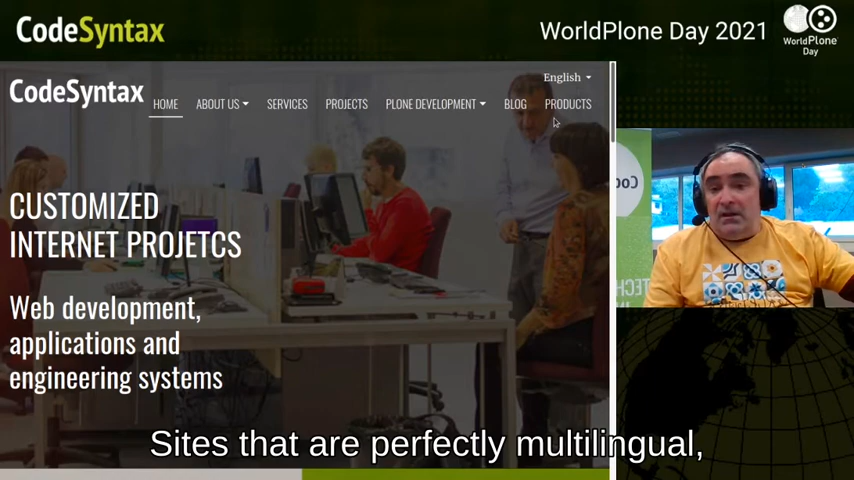 CodeSyntax
WorldPlone Day 2021
WorldPlone
Day
English
CodeSyntax
HOME ABOUT US SERVICES PROJECTS PLONE DEVELOPMENT BLOG PRODUCTS
CUSTOMIZED
INTERNET PROJETCS
Web development,
applications and
engineering systems
Sites that are perfectly multilingual,